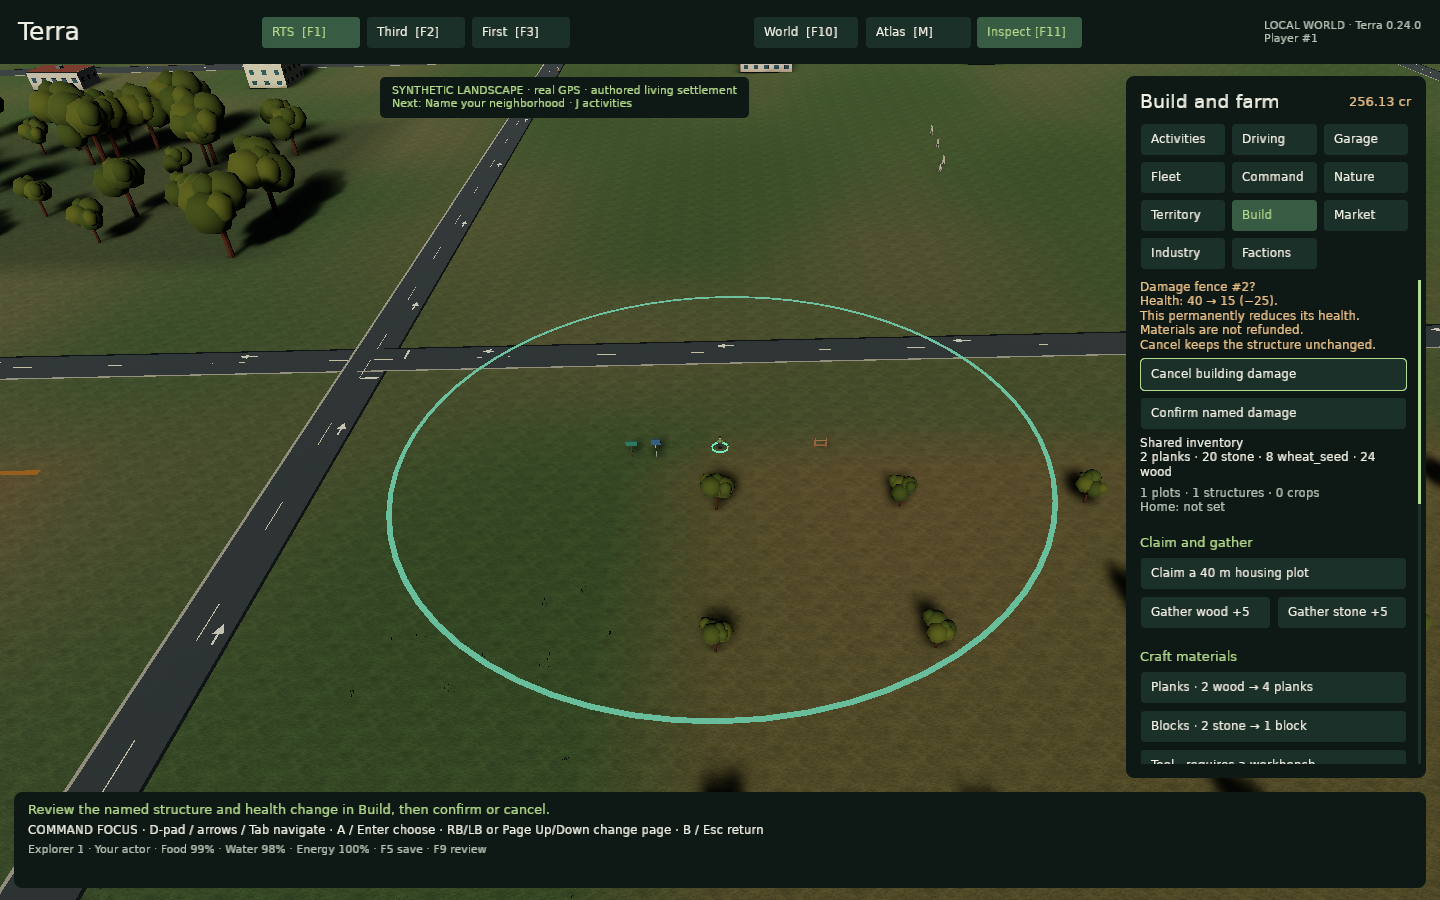 Terra
RTS [F1]
Third [F2]
First [F3]
World [F10]
Atlas [M]
Inspect [F11]
LOCAL WORLD · Terra 0.24.0
Player #1
SYNTHETIC LANDSCAPE · real GPS · authored living settlement
Next: Name your neighborhood · J activities
Build and farm
256.13 cr
Activities
Driving
Garage
Fleet
Command
Nature
Territory
Build
Market
Industry
Factions
Damage fence #2?
Health: 40 → 15 (−25).
This permanently reduces its health.
Materials are not refunded.
Cancel keeps the structure unchanged.
Cancel building damage
Confirm named damage
Shared inventory
2 planks · 20 stone · 8 wheat_seed · 24
wood
1 plots · 1 structures · 0 crops
Home: not set
Claim and gather
Claim a 40 m housing plot
Gather wood +5
Gather stone +5
Craft materials
Planks · 2 wood → 4 planks
Blocks · 2 stone → 1 block
Tool · requires a workbench
Review the named structure and health change in Build, then confirm or cancel.
COMMAND FOCUS · D-pad / arrows / Tab navigate · A / Enter choose · RB/LB or Page Up/Down change page · B / Esc return
Explorer 1 · Your actor · Food 99% · Water 98% · Energy 100% · F5 save · F9 review